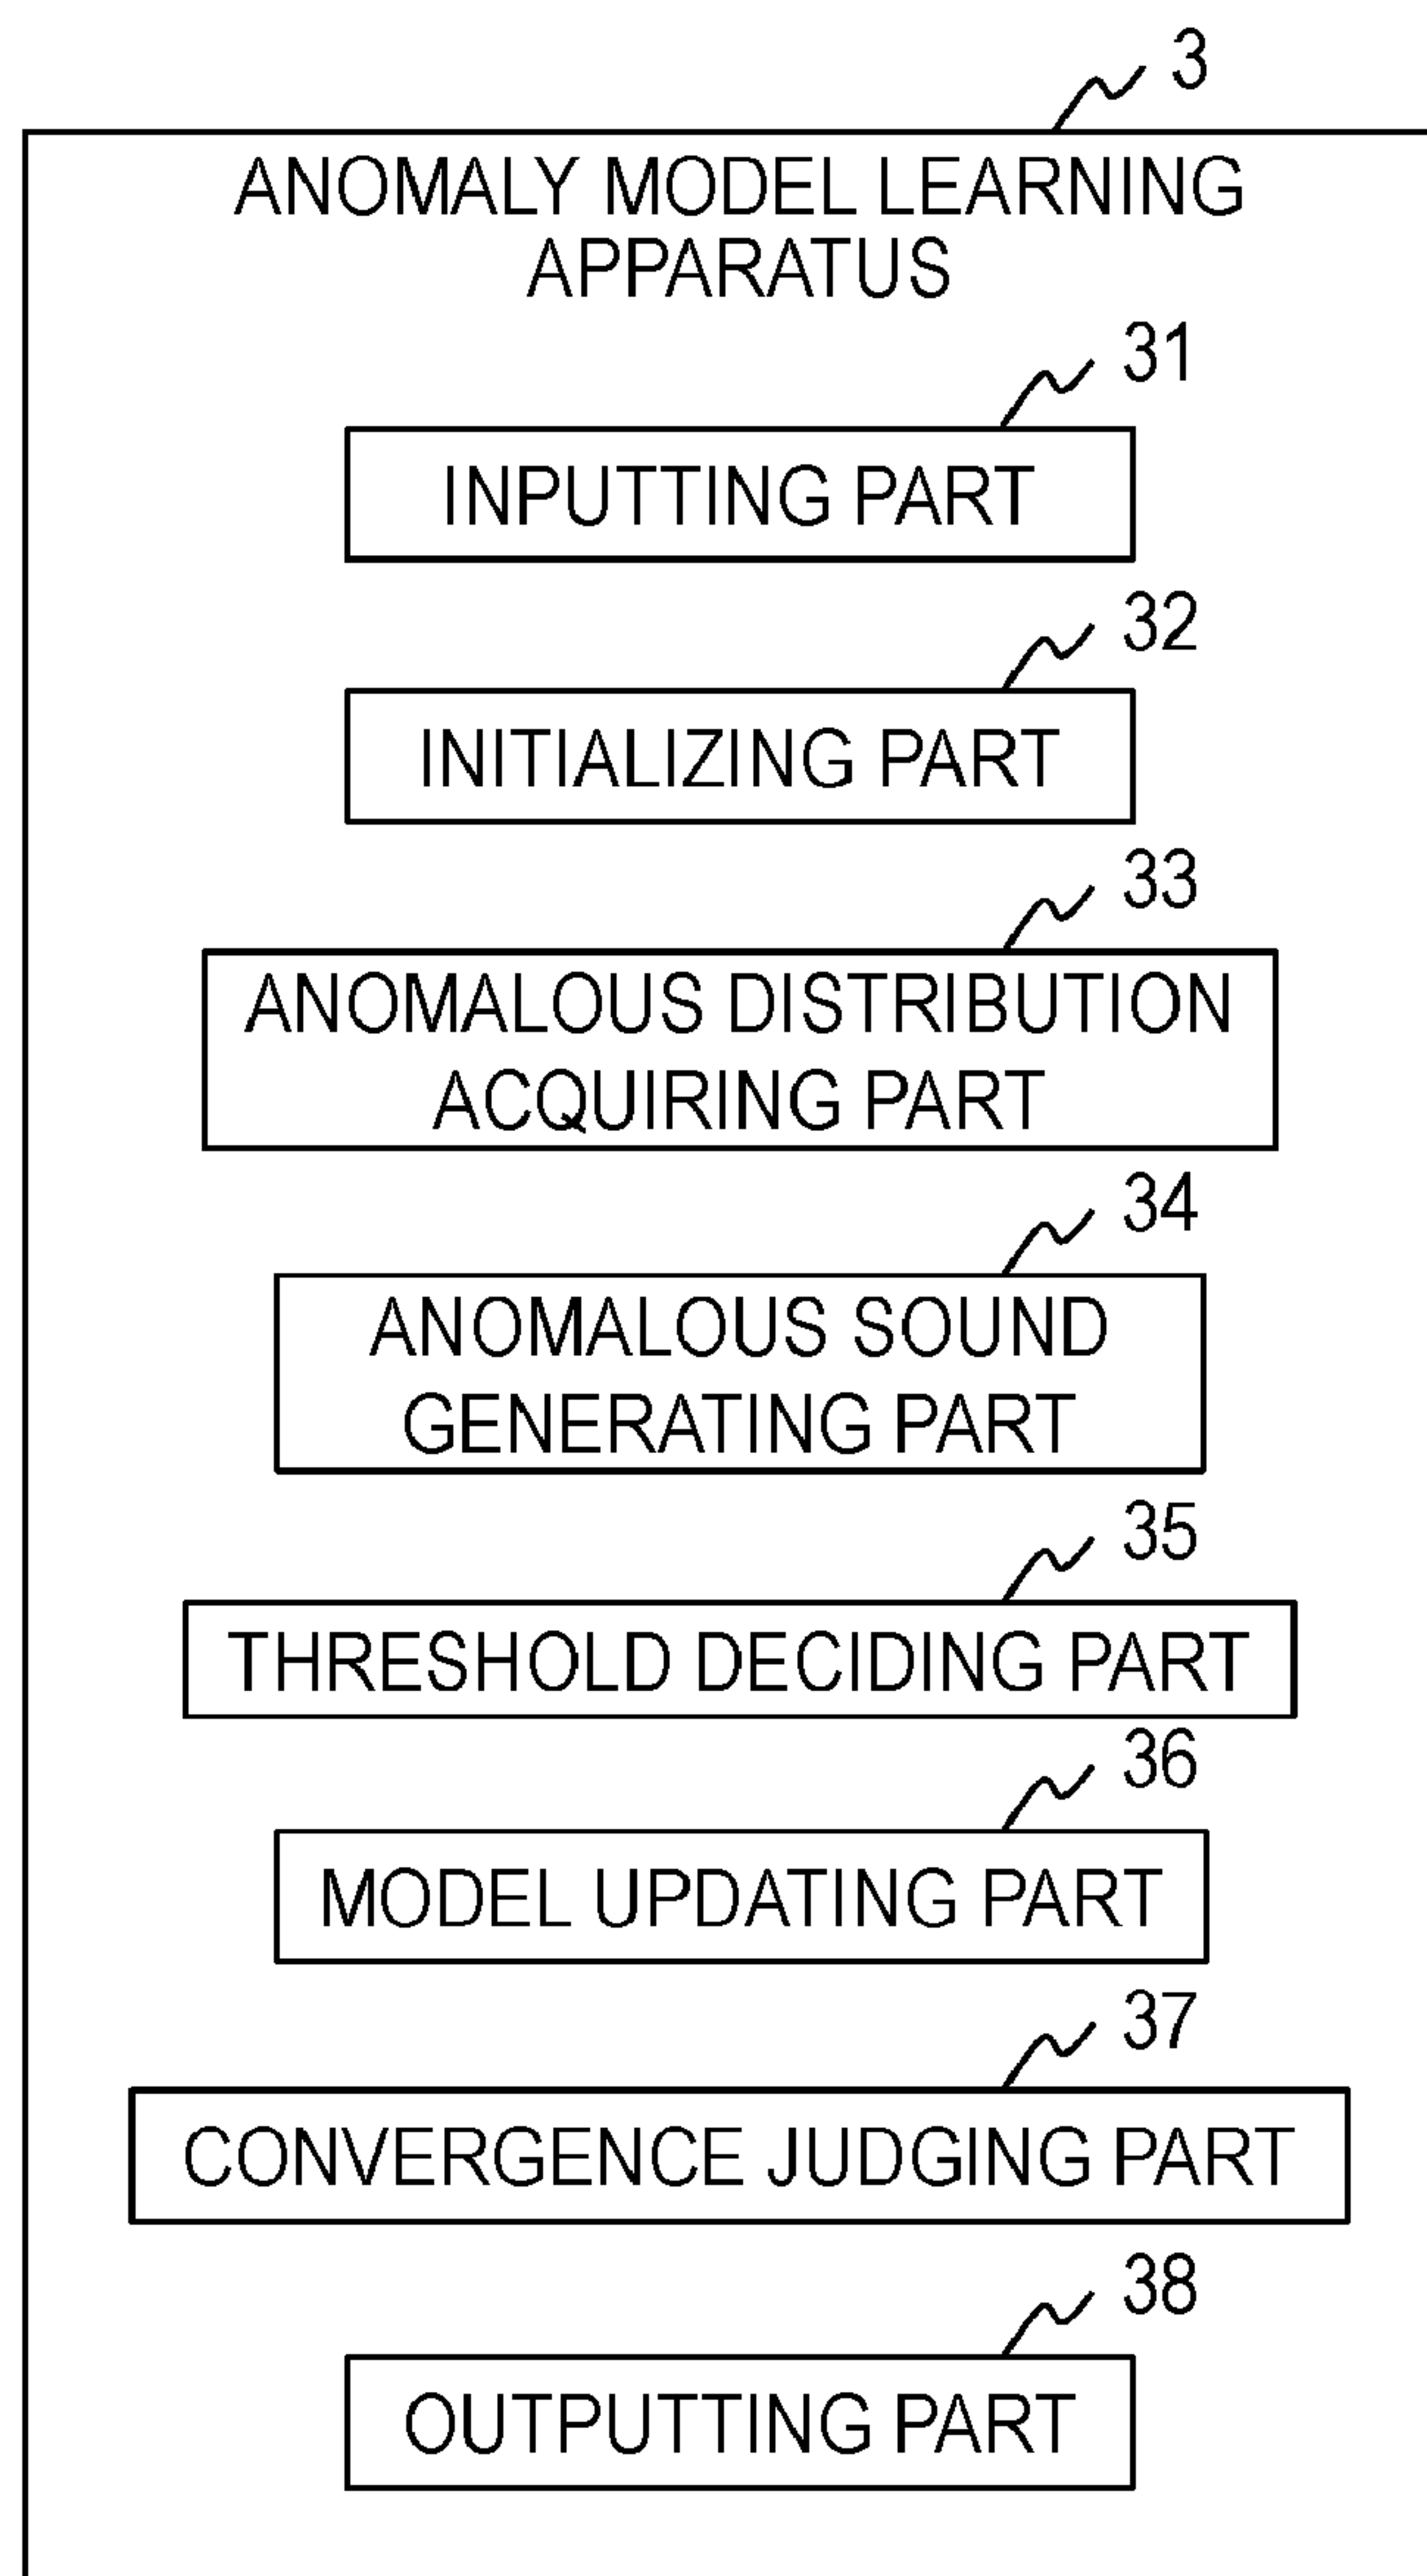 3
ANOMALY MODEL LEARNING
APPARATUS
31
INPUTTING PART
32
INITIALIZING PART
33
ANOMALOUS DISTRIBUTION
ACQUIRING PART
34
ANOMALOUS SOUND
GENERATING PART
35
THRESHOLD DECIDING PART
36
MODEL UPDATING PART
37
CONVERGENCE JUDGING PART
38
OUTPUTTING PART